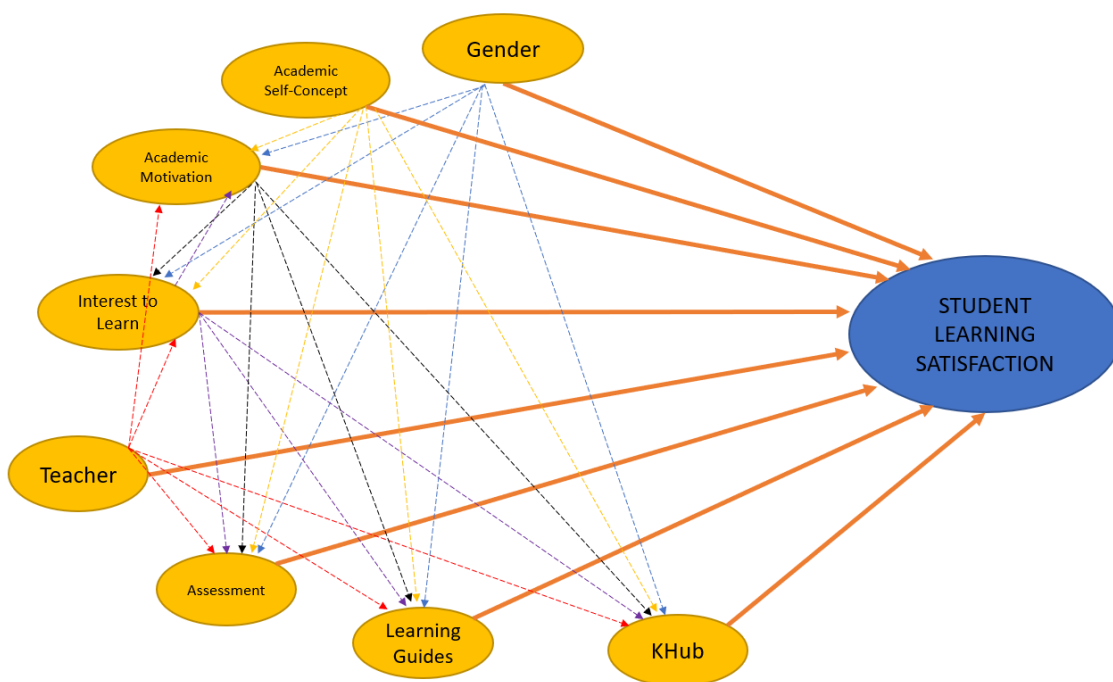 Gender
Academic
Self-Concept
Academic
Motivation
Interest to
Learn
STUDENT
LEARNING
SATISFACTION
Teacher
Assessment
Learning
Guides
KHub